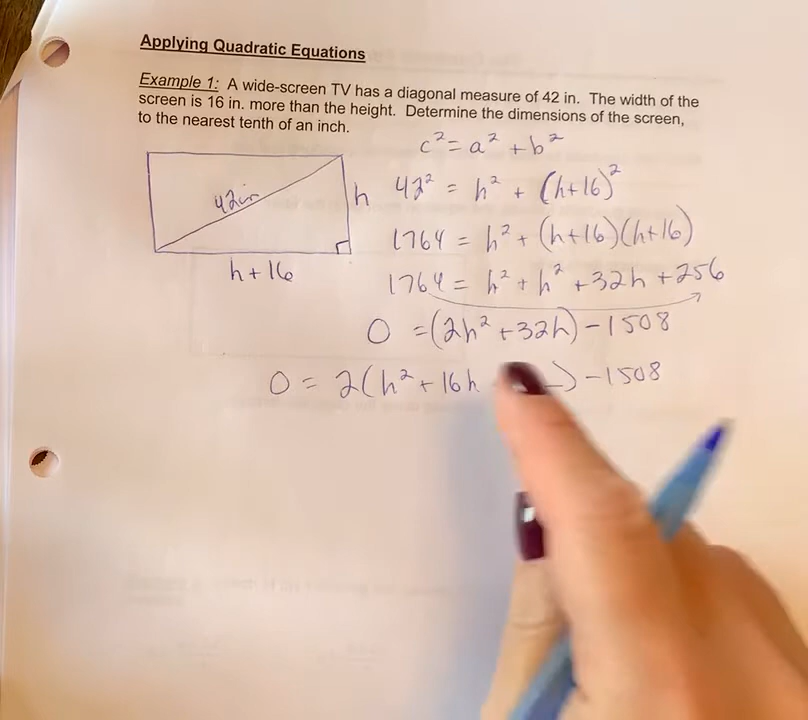 Applying Quadratic Equations
Example 1: A wide-screen TV has a diagonal measure of 42 in. The width of the
screen is 16 in. more than the height. Determine the dimensions of the screen,
to the nearest tenth of an inch.
c² = a² + b²
42in
h
42² = h² + (h+16)²
1764 = h² + (h+16)(h+16)
h+16
1764 = h² + h² + 32h + 256
0 = (2h² + 32h) - 1508
0 = 2(h² + 16h ) - 1508